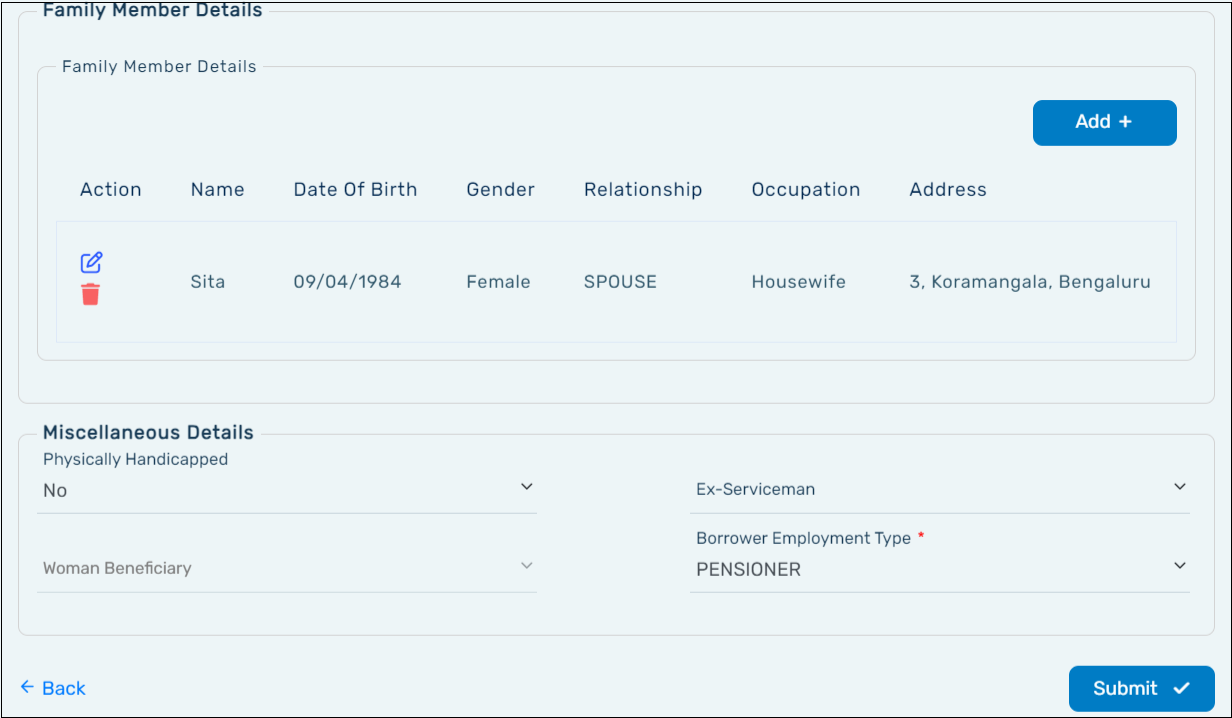 Family Member Details
Family Member Details
Add +
Action Name Date Of Birth Gender Relationship Occupation Address
Sita 09/04/1984 Female SPOUSE Housewife 3, Koramangala, Bengaluru
Miscellaneous Details
Physically Handicapped
No
Ex-Serviceman
Borrower Employment Type *
Woman Beneficiary
PENSIONER
Back
Submit